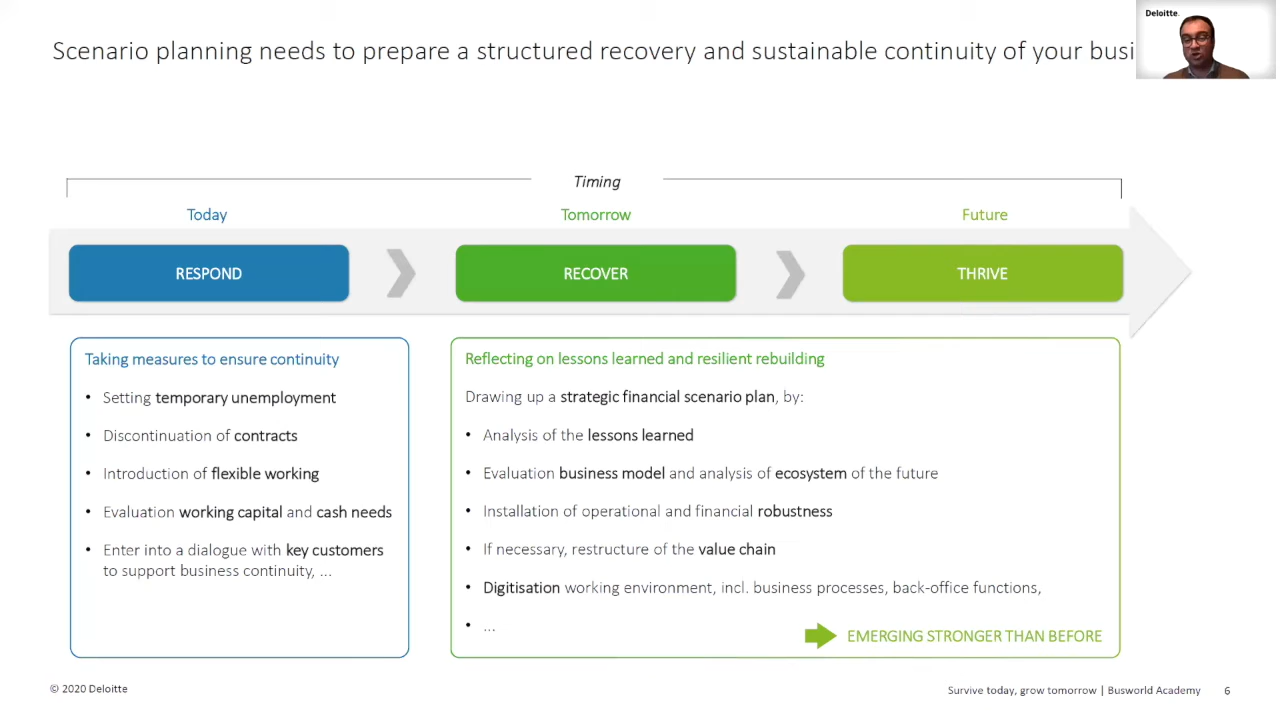 Deloitte.
Scenario planning needs to prepare a structured recovery and sustainable continuity of your busi
Timing
Today
Tomorrow
Future
RESPOND
RECOVER
THRIVE
Taking measures to ensure continuity
• Setting temporary unemployment
• Discontinuation of contracts
• Introduction of flexible working
• Evaluation working capital and cash needs
• Enter into a dialogue with key customers
to support business continuity, ...
Reflecting on lessons learned and resilient rebuilding
Drawing up a strategic financial scenario plan, by:
• Analysis of the lessons learned
• Evaluation business model and analysis of ecosystem of the future
• Installation of operational and financial robustness
• If necessary, restructure of the value chain
• Digitisation working environment, incl. business processes, back-office functions,
• ...
EMERGING STRONGER THAN BEFORE
© 2020 Deloitte
Survive today, grow tomorrow | Busworld Academy
6